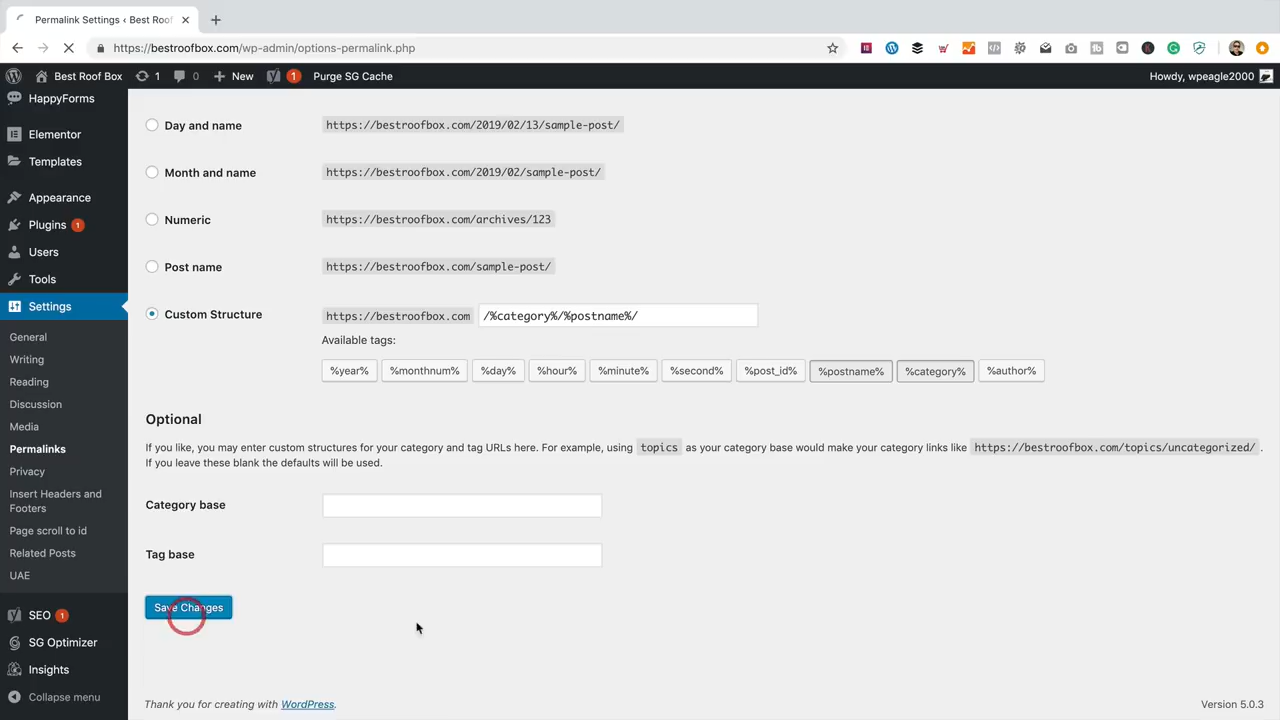 Permalink Settings ‹ Best Roof
https://bestroofbox.com/wp-admin/options-permalink.php
Best Roof Box 1 0 New 1 Purge SG Cache Howdy, wpeagle2000
HappyForms
Elementor
Templates
Appearance
Plugins 1
Users
Tools
Settings
General
Writing
Reading
Discussion
Media
Permalinks
Privacy
Insert Headers and
Footers
Page scroll to id
Related Posts
UAE
SEO 1
SG Optimizer
Insights
Collapse menu
Day and name https://bestroofbox.com/2019/02/13/sample-post/
Month and name https://bestroofbox.com/2019/02/sample-post/
Numeric https://bestroofbox.com/archives/123
Post name https://bestroofbox.com/sample-post/
Custom Structure https://bestroofbox.com /%category%/%postname%/
Available tags:
%year% %monthnum% %day% %hour% %minute% %second% %post_id% %postname% %category% %author%
Optional
If you like, you may enter custom structures for your category and tag URLs here. For example, using topics as your category base would make your category links like https://bestroofbox.com/topics/uncategorized/ .
If you leave these blank the defaults will be used.
Category base
Tag base
Save Changes
Thank you for creating with WordPress.
Version 5.0.3